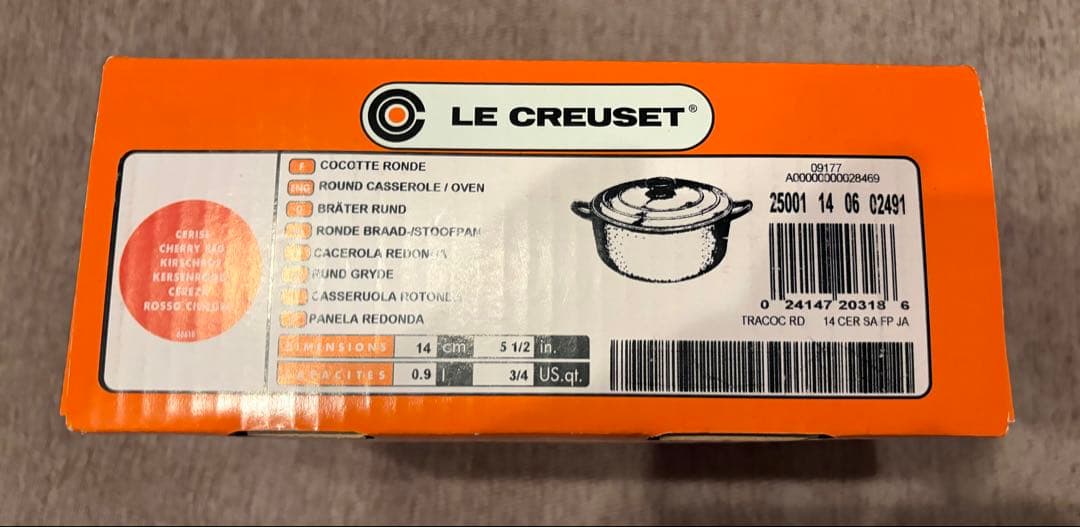 LE CREUSET®
CERISE
CHERRY RED
KIRSCHROT
KERSENROOD
CEREZA
ROSSO
F COCOTTE RONDE
ENG ROUND CASSEROLE / OVEN
D BRÄTER RUND
RONDE BRAAD-/STOOFPAN
CACEROLA REDONDA
RUND GRYDE
CASSERUOLA ROTONDA
PANELA REDONDA
DIMENSIONS 14 cm 5 1/2 in.
CAPACITES 0.9 l 3/4 US.qt.
09177
A00000000028469
25001 14 06 02491
0 24147 20318 6
TRACOC RD 14 CER SA FP JA